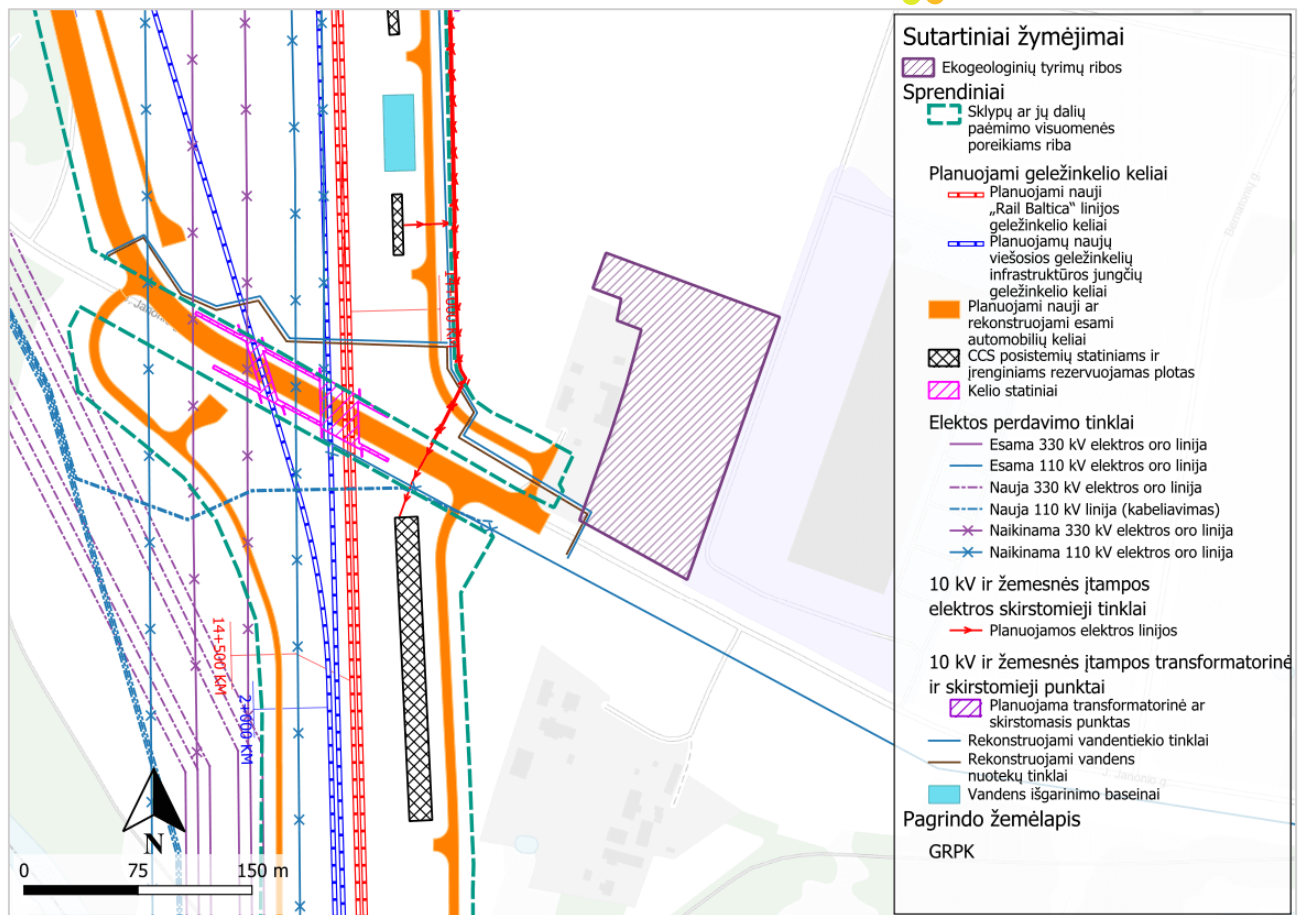 Sutartiniai žymėjimai
Ekogeologinių tyrimų ribos
Sprendiniai
Sklypų ar jų dalių
paėmimo visuomenės
poreikiams riba
Planuojami geležinkelio keliai
Planuojami nauji
„Rail Baltica“ linijos
geležinkelio keliai
Planuojamų naujų
viešosios geležinkelių
infrastruktūros jungčių
geležinkelio keliai
Planuojami nauji ar
rekonstruojami esami
automobilių keliai
CCS posistemių statiniams ir
įrenginiams rezervuojamas plotas
Kelio statiniai
Elektos perdavimo tinklai
Esama 330 kV elektros oro linija
Esama 110 kV elektros oro linija
Nauja 330 kV elektros oro linija
Nauja 110 kV linija (kabeliavimas)
Naikinama 330 kV elektros oro linija
Naikinama 110 kV elektros oro linija
10 kV ir žemesnės įtampos
elektros skirstomieji tinklai
Planuojamos elektros linijos
10 kV ir žemesnės įtampos transformatorinė
ir skirstomieji punktai
Planuojama transformatorinė ar
skirstomasis punktas
Rekonstruojami vandentiekio tinklai
Rekonstruojami vandens
nuotekų tinklai
Vandens išgarinimo baseinai
Pagrindo žemėlapis
GRPK
Bernatonių g.
J. Janonio g.
14+000 KM
14+500 KM
2+000 KM
N
0 75 150 m